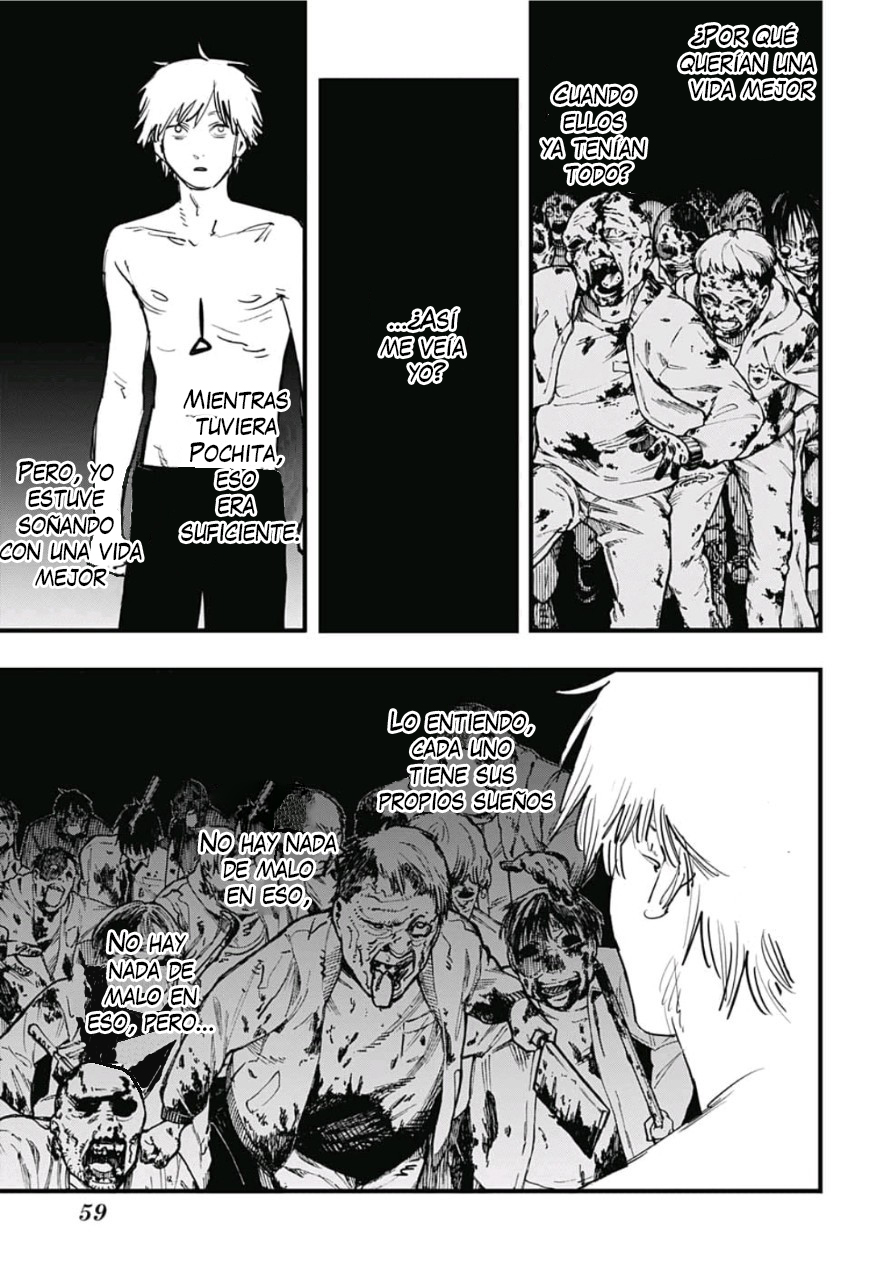 ¿POR QUÉ
QUERÍAN UNA
VIDA MEJOR
CUANDO
ELLOS
YA TENÍAN
TODO?
...¿ASÍ
ME VEÍA
YO?
MIENTRAS
TUVIERA
POCHITA,
ESO
ERA
SUFICIENTE.
PERO, YO
ESTUVE
SOÑANDO
CON UNA VIDA
MEJOR
LO ENTIENDO,
CADA UNO
TIENE SUS
PROPIOS SUEÑOS
NO HAY NADA
DE MALO
EN ESO,
NO HAY
NADA DE
MALO EN
ESO, PERO...
59